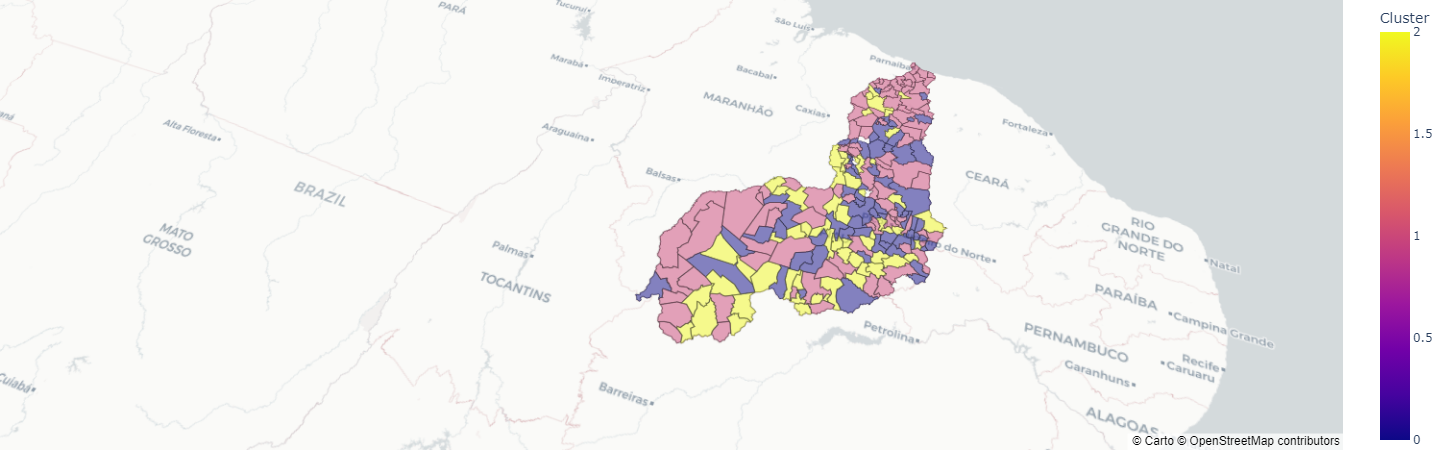 PARÁ
Tucuruí
São Luís
Marabá
Imperatriz
Bacabal
Parnaíba
MARANHÃO
Caxias
Alta Floresta
Araguaína
Fortaleza
Balsas
CEARÁ
BRAZIL
MATO
GROSSO
Palmas
do Norte
RIO
GRANDE DO
NORTE
Natal
TOCANTINS
PARAÍBA
Campina Grande
Petrolina
PERNAMBUCO
Recife
Caruaru
Garanhuns
Cuiabá
Barreiras
ALAGOAS
© Carto © OpenStreetMap contributors
Cluster
2
1.5
1
0.5
0